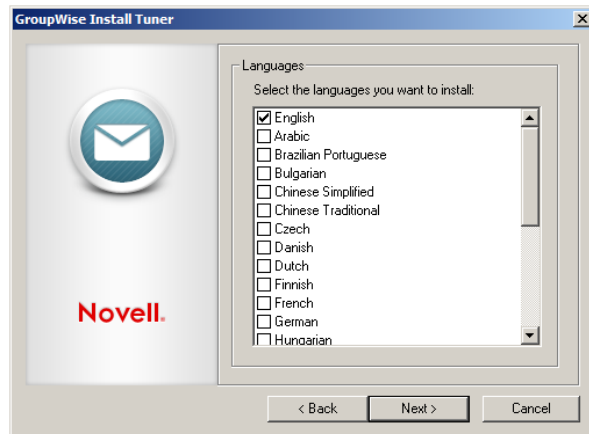 GroupWise Install Tuner
Languages
Select the languages you want to install:
English
Arabic
Brazilian Portuguese
Bulgarian
Chinese Simplified
Chinese Traditional
Czech
Danish
Dutch
Finnish
French
German
Hungarian
Novell.
< Back
Next >
Cancel